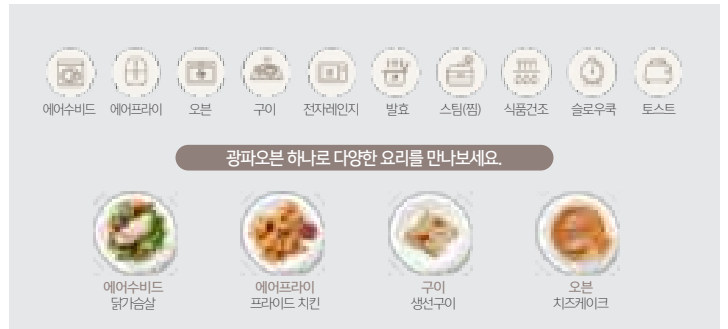 에어수비드 에어프라이 오븐 구이 전자레인지 발효 스팀(찜) 식품건조 슬로우쿡 토스트
광파오븐 하나로 다양한 요리를 만나보세요.
에어수비드 에어프라이 구이 오븐
닭가슴살 프라이드 치킨 생선구이 치즈케이크